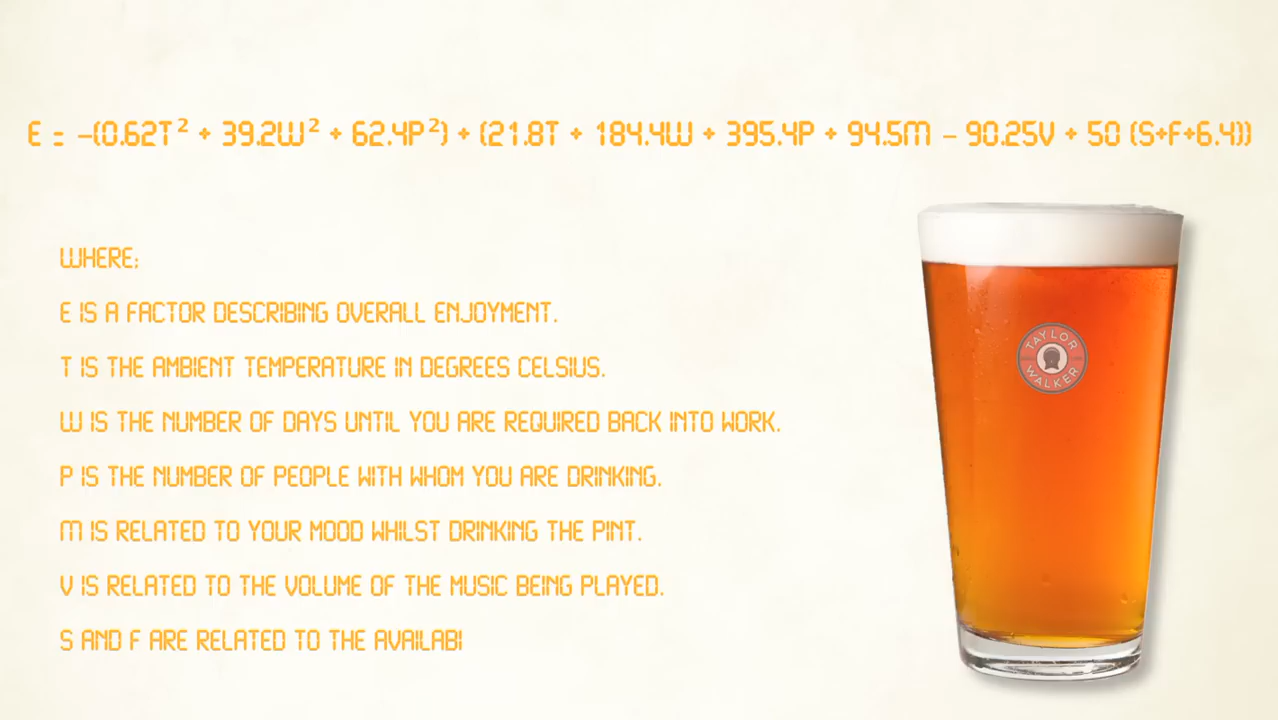 E = -(0.62T² + 39.2W² + 62.4P²) + (21.8T + 184.4W + 395.4P + 94.5M - 90.25V + 50 (S+F+6.4))
WHERE;
E IS A FACTOR DESCRIBING OVERALL ENJOYMENT.
T IS THE AMBIENT TEMPERATURE IN DEGREES CELSIUS.
TAYLOR
WALKER
W IS THE NUMBER OF DAYS UNTIL YOU ARE REQUIRED BACK INTO WORK.
P IS THE NUMBER OF PEOPLE WITH WHOM YOU ARE DRINKING.
M IS RELATED TO YOUR MOOD WHILST DRINKING THE PINT.
V IS RELATED TO THE VOLUME OF THE MUSIC BEING PLAYED.
S AND F ARE RELATED TO THE AVAILABI